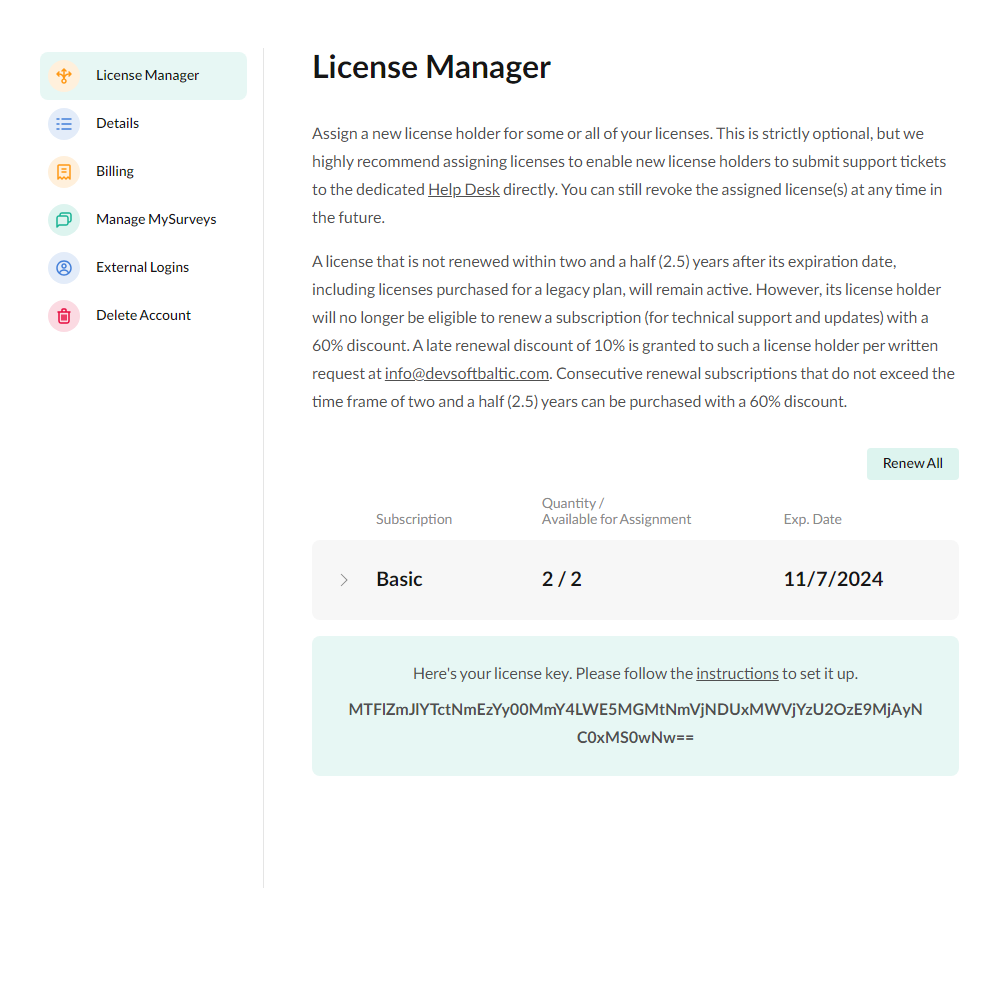 License Manager
Details
Billing
Manage MySurveys
External Logins
Delete Account
License Manager
Assign a new license holder for some or all of your licenses. This is strictly optional, but we
highly recommend assigning licenses to enable new license holders to submit support tickets
to the dedicated Help Desk directly. You can still revoke the assigned license(s) at any time in
the future.
A license that is not renewed within two and a half (2.5) years after its expiration date,
including licenses purchased for a legacy plan, will remain active. However, its license holder
will no longer be eligible to renew a subscription (for technical support and updates) with a
60% discount. A late renewal discount of 10% is granted to such a license holder per written
request at info@devsoftbaltic.com. Consecutive renewal subscriptions that do not exceed the
time frame of two and a half (2.5) years can be purchased with a 60% discount.
Renew All
Subscription
Quantity /
Available for Assignment
Exp. Date
Basic
2 / 2
11/7/2024
Here's your license key. Please follow the instructions to set it up.
MTFlZmJlYTctNmEzYy00MmY4LWE5MGMtNmVjNDUxMWVjYzU2OzE9MjAyN
C0xMS0wNw==